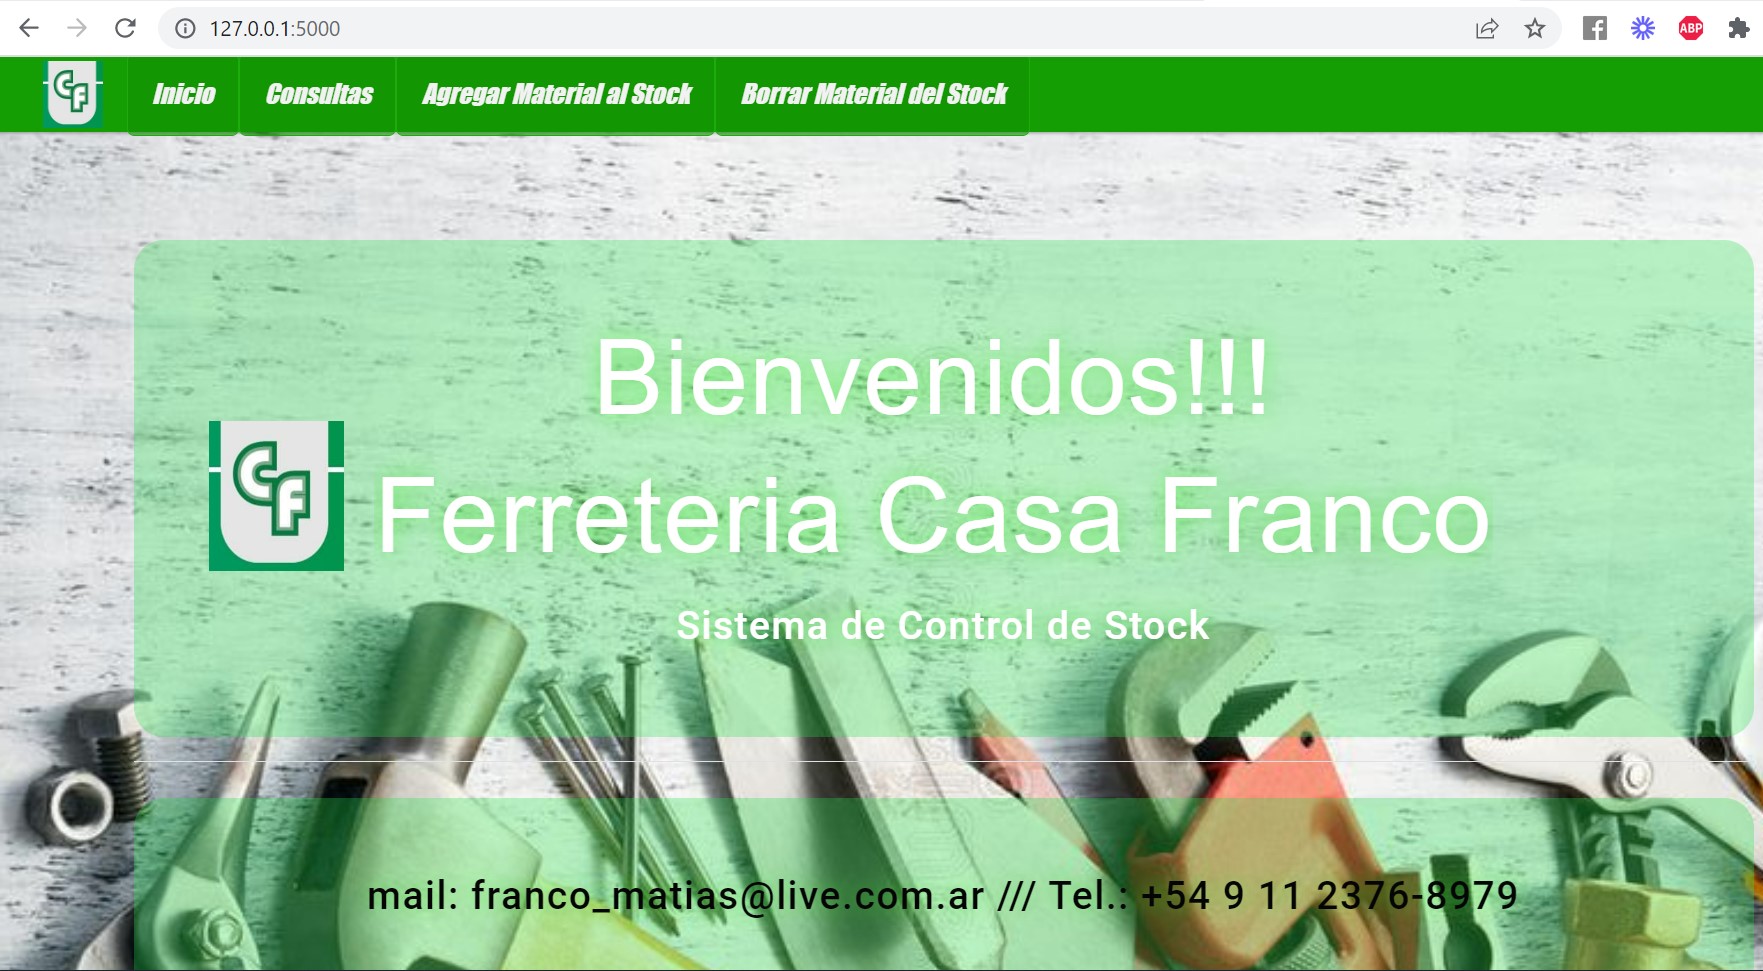 127.0.0.1:5000
ABP
CF
Inicio
Consultas
Agregar Material al Stock
Borrar Material del Stock
Bienvenidos!!!
CF
Ferreteria Casa Franco
Sistema de Control de Stock
mail: franco_matias@live.com.ar /// Tel.: +54 9 11 2376-8979